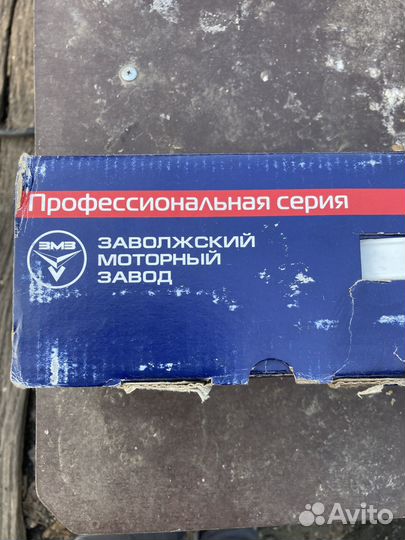 Профессиональная серия
ЗМЗ
ЗАВОЛЖСКИЙ
МОТОРНЫЙ
ЗАВОД
Avito